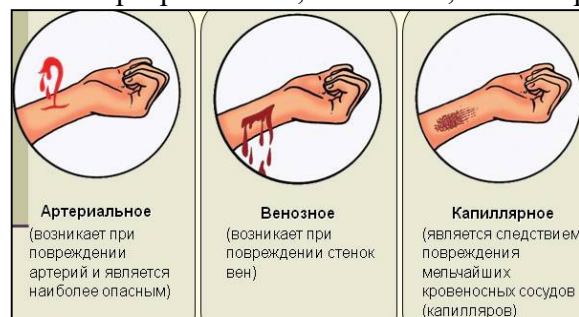 Артериальное
(возникает при
повреждении
артерий и является
наиболее опасным)
Венозное
(возникает при
повреждении стенок
вен)
Капиллярное
(является следствием
повреждения
мельчайших
кровеносных сосудов
(капилляров)